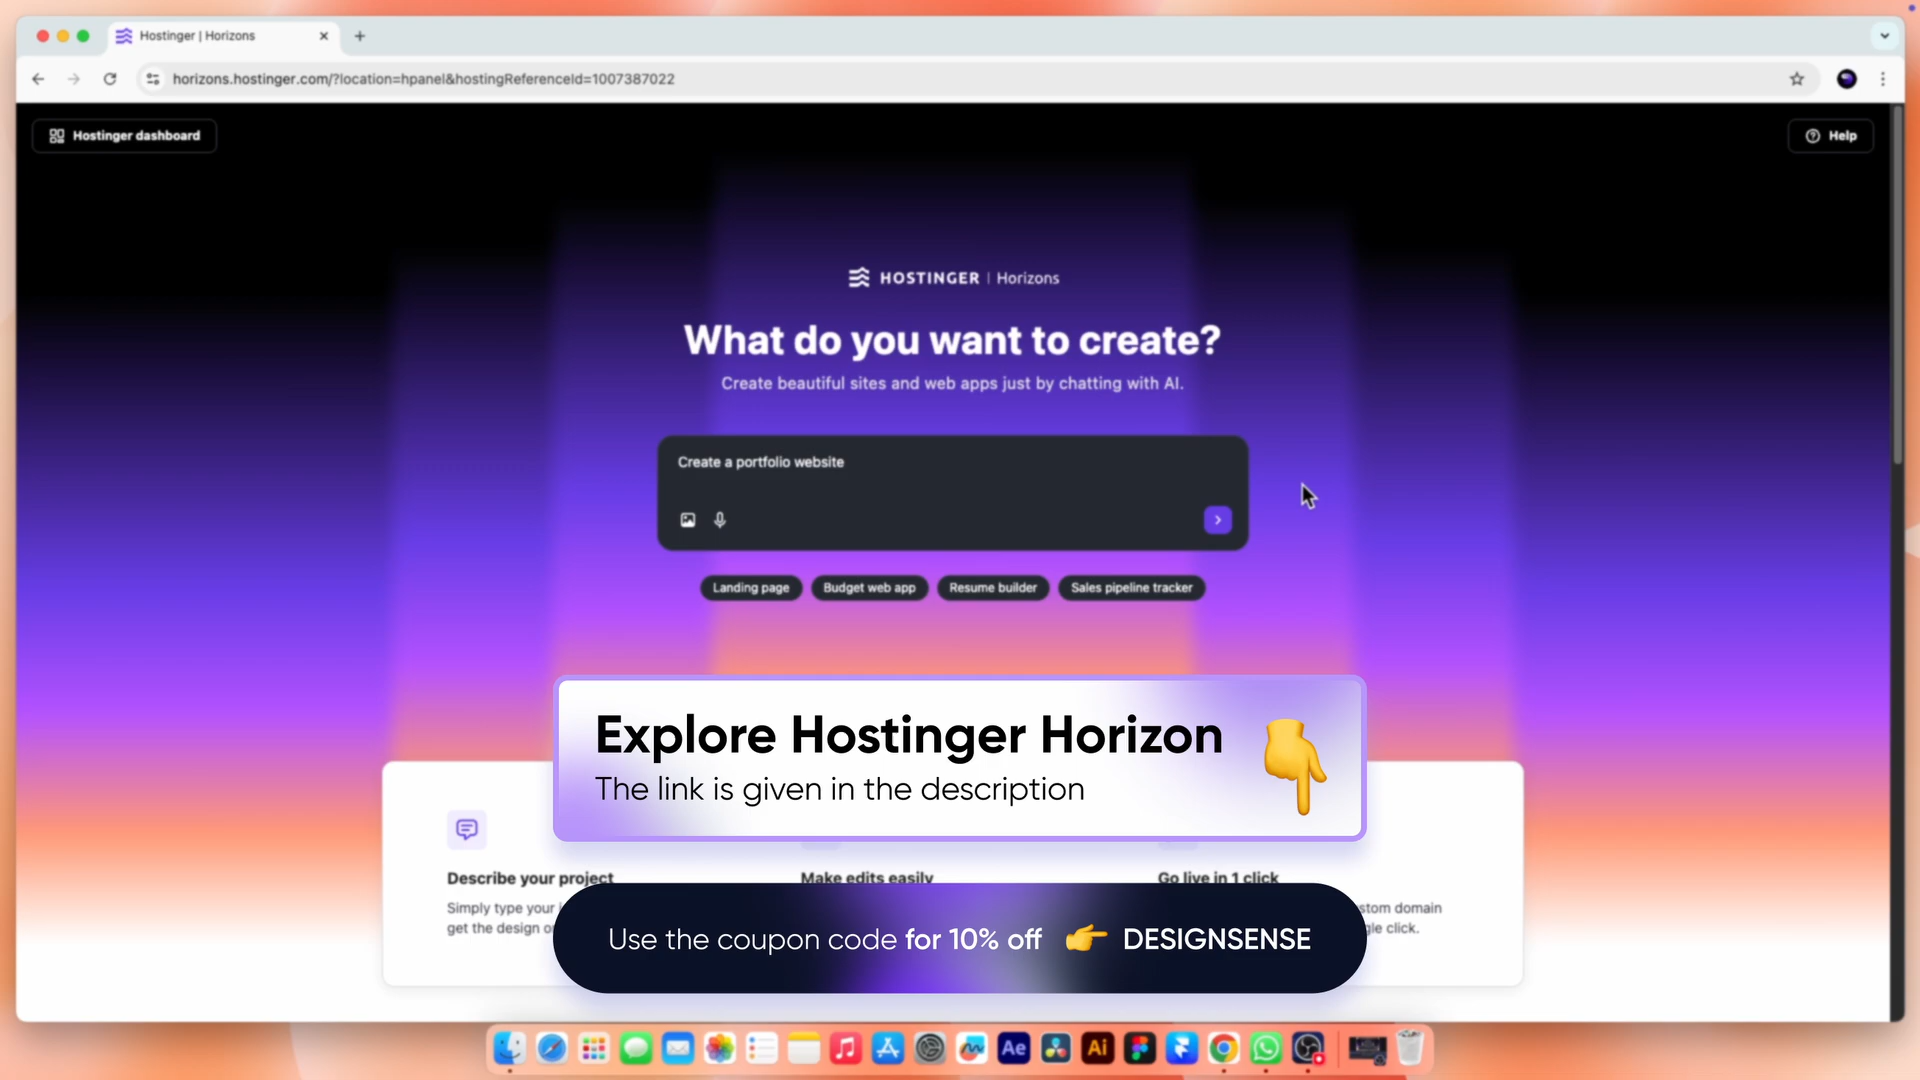 Hostinger | Horizons
horizons.hostinger.com/?location=hpanel&hostingReferenceId=1007387022
Hostinger dashboard
Help
HOSTINGER | Horizons
What do you want to create?
Create beautiful sites and web apps just by chatting with AI.
Create a portfolio website
Landing page
Budget web app
Resume builder
Sales pipeline tracker
Explore Hostinger Horizon
The link is given in the description
Describe your project
Make edits easily
Go live in 1 click
Simply type your
stom domain
get the design
click.
Use the coupon code for 10% off 👉 DESIGNSENSE
Ae
Ai